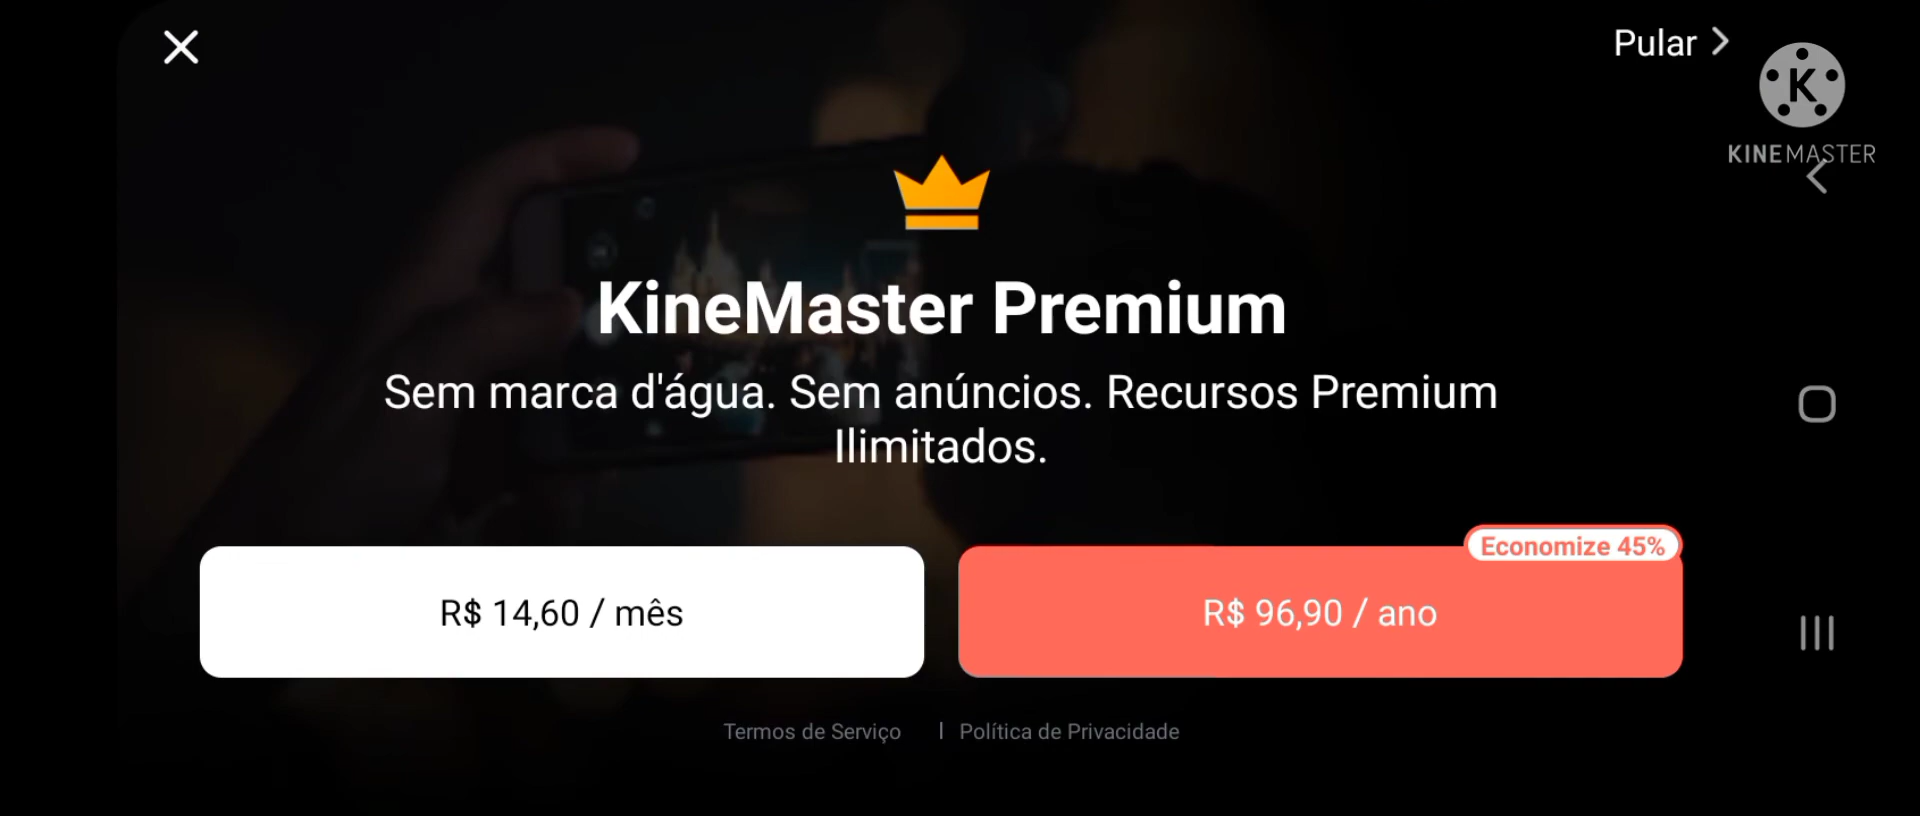 Pular
K
KINEMASTER
KineMaster Premium
Sem marca d'água. Sem anúncios. Recursos Premium
Ilimitados.
Economize 45%
R$ 14,60 / mês
R$ 96,90 / ano
Termos de Serviço | Política de Privacidade